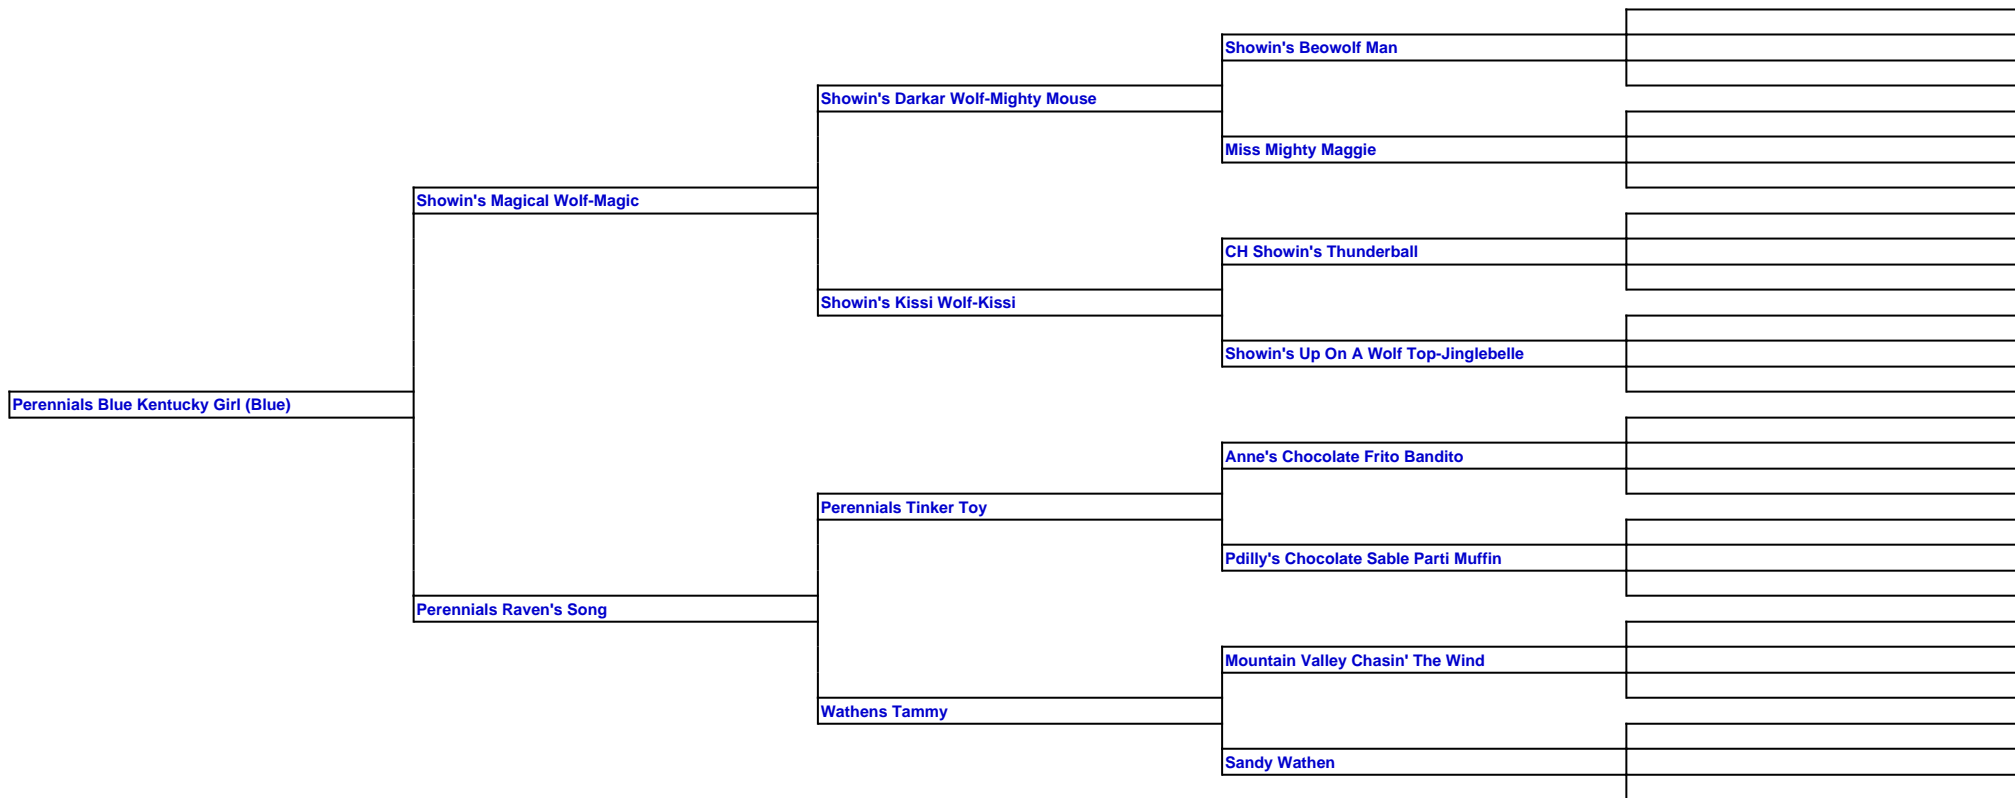 Showin's Beowolf Man
Showin's Darkar Wolf-Mighty Mouse
Miss Mighty Maggie
Showin's Magical Wolf-Magic
CH Showin's Thunderball
Showin's Kissi Wolf-Kissi
Showin's Up On A Wolf Top-Jinglebelle
Perennials Blue Kentucky Girl (Blue)
Anne's Chocolate Frito Bandito
Perennials Tinker Toy
Pdilly's Chocolate Sable Parti Muffin
Perennials Raven's Song
Mountain Valley Chasin' The Wind
Wathens Tammy
Sandy Wathen